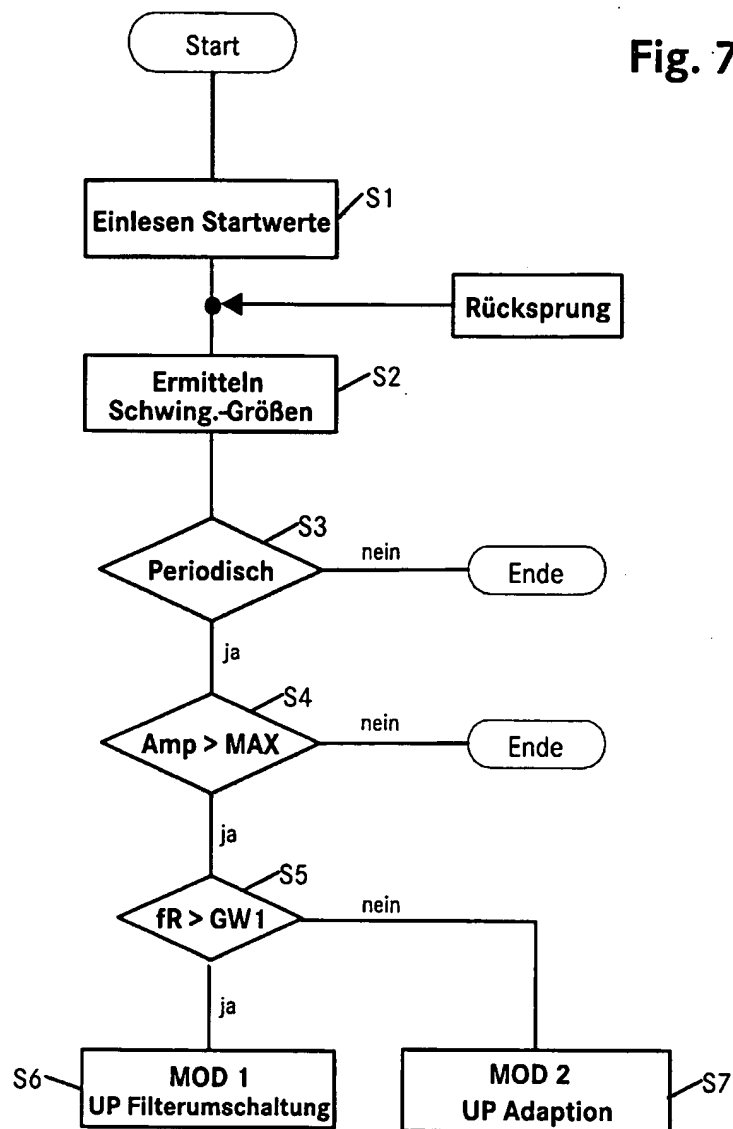 Start
Fig. 7
Einlesen Startwerte
S1
Rücksprung
Ermitteln
Schwing.-Größen
S2
S3
Periodisch
nein
Ende
ja
S4
Amp > MAX
nein
Ende
ja
S5
fR > GW1
nein
ja
S6
MOD 1
UP Filterumschaltung
MOD 2
UP Adaption
S7